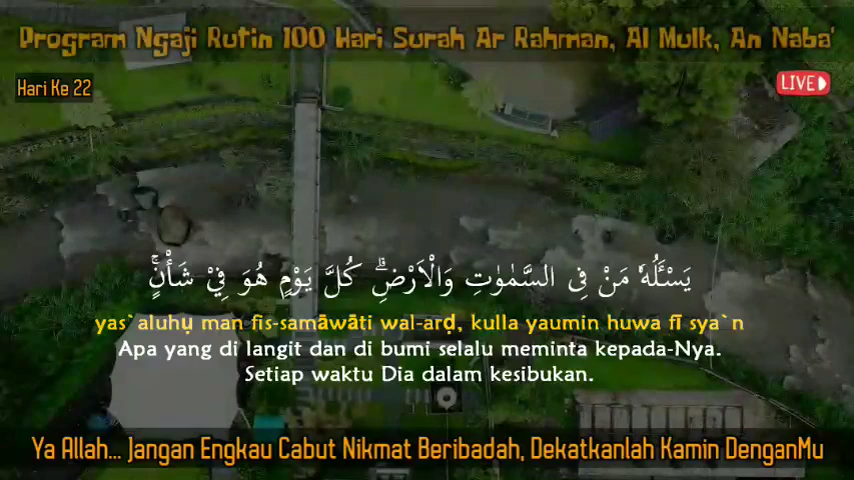 Program Ngaji Rutin 100 Hari Surah Ar Rahman, Al Mulk, An Naba'
Hari Ke 22
LIVE
يَسْـَٔلُهٗ مَنْ فِى السَّمٰوٰتِ وَالْاَرْضِۗ كُلَّ يَوْمٍ هُوَ فِيْ شَأْنٍۚ
yas`aluhụ man fis-samāwāti wal-arḍ, kulla yaumin huwa fī sya`n
Apa yang di langit dan di bumi selalu meminta kepada-Nya.
Setiap waktu Dia dalam kesibukan.
Ya Allah... Jangan Engkau Cabut Nikmat Beribadah, Dekatkanlah Kamin DenganMu